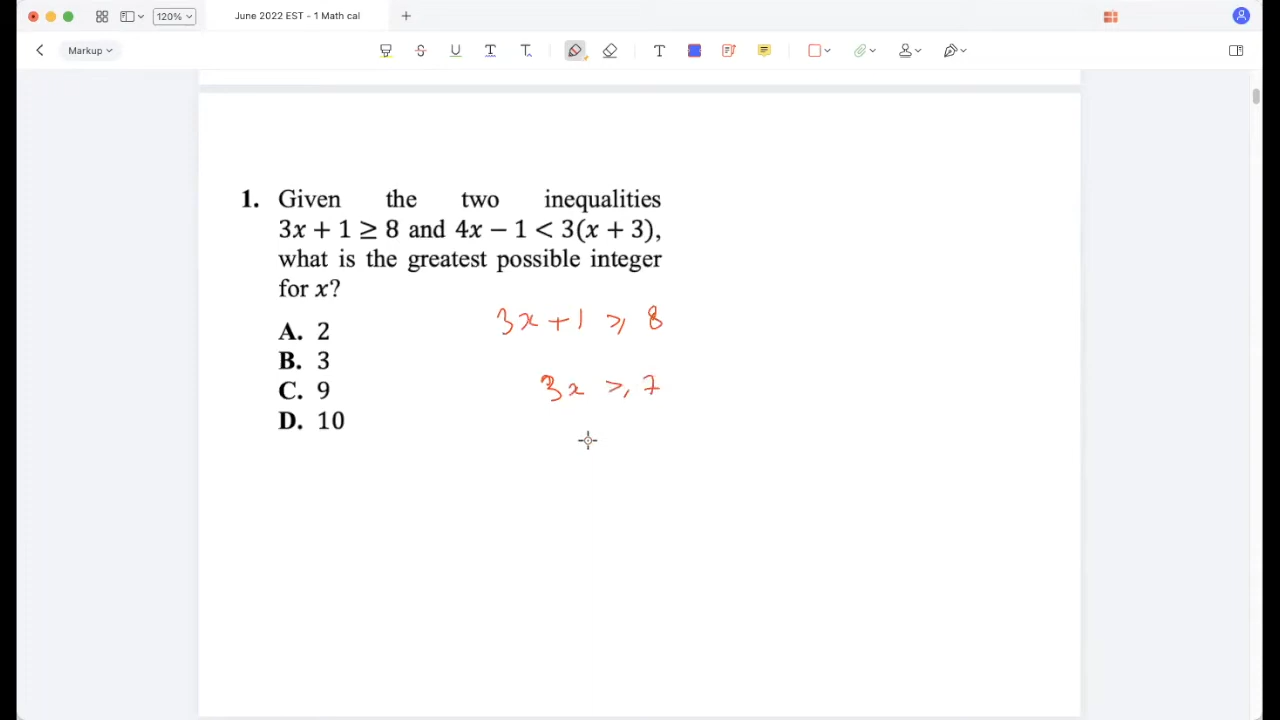 120%
June 2022 EST - 1 Math cal
Markup
1. Given the two inequalities
3x + 1 ≥ 8 and 4x − 1 < 3(x + 3),
what is the greatest possible integer
for x?
A. 2
B. 3
C. 9
D. 10
3x + 1 ≥ 8
3x ≥ 7